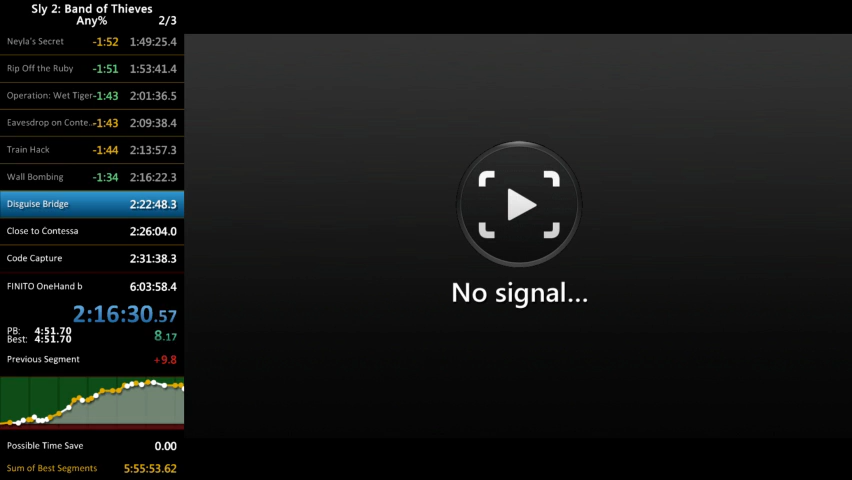 Sly 2: Band of Thieves
Any% 2/3
Neyla's Secret -1:52 1:49:25.4
Rip Off the Ruby -1:51 1:53:41.4
Operation: Wet Tiger -1:43 2:01:36.5
Eavesdrop on Conte... -1:43 2:09:38.4
Train Hack -1:44 2:13:57.3
Wall Bombing -1:34 2:16:22.3
Disguise Bridge 2:22:48.3
Close to Contessa 2:26:04.0
Code Capture 2:31:38.3
FINITO OneHand b 6:03:58.4
2:16:30.57
PB: 4:51.70 8.17
Best: 4:51.70
Previous Segment +9.8
Possible Time Save 0.00
Sum of Best Segments 5:55:53.62
No signal...